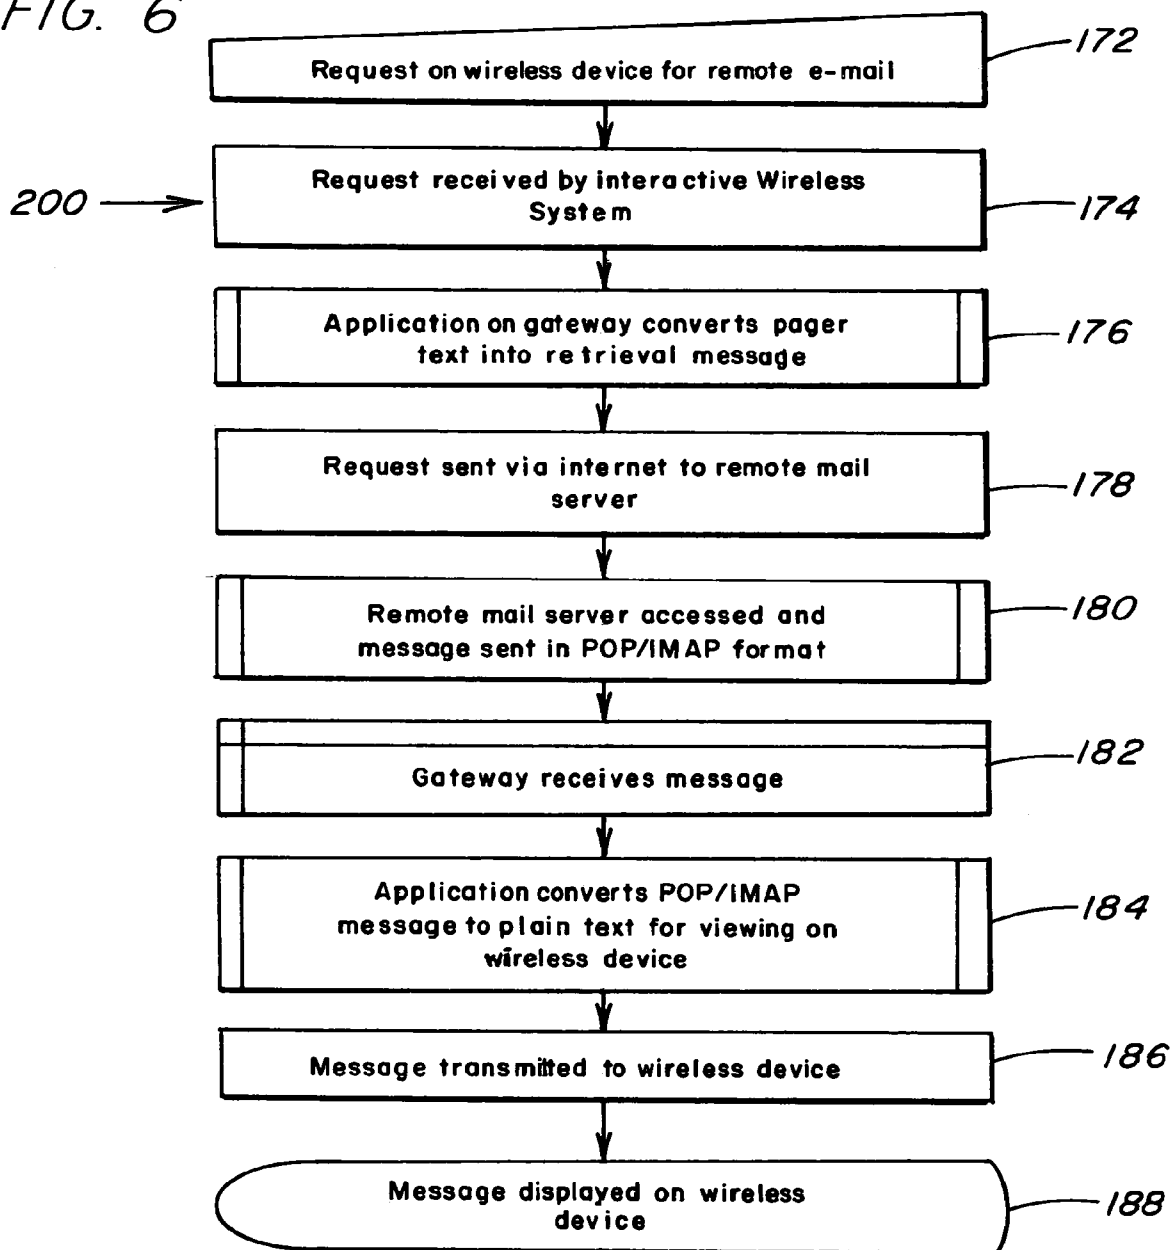 FIG. 6
Request on wireless device for remote e-mail
172
Request received by interactive Wireless
System
200
174
Application on gateway converts pager
text into retrieval message
176
Request sent via internet to remote mail
server
178
Remote mail server accessed and
message sent in POP/IMAP format
180
Gateway receives message
182
Application converts POP/IMAP
message to plain text for viewing on
wireless device
184
Message transmitted to wireless device
186
Message displayed on wireless
device
188